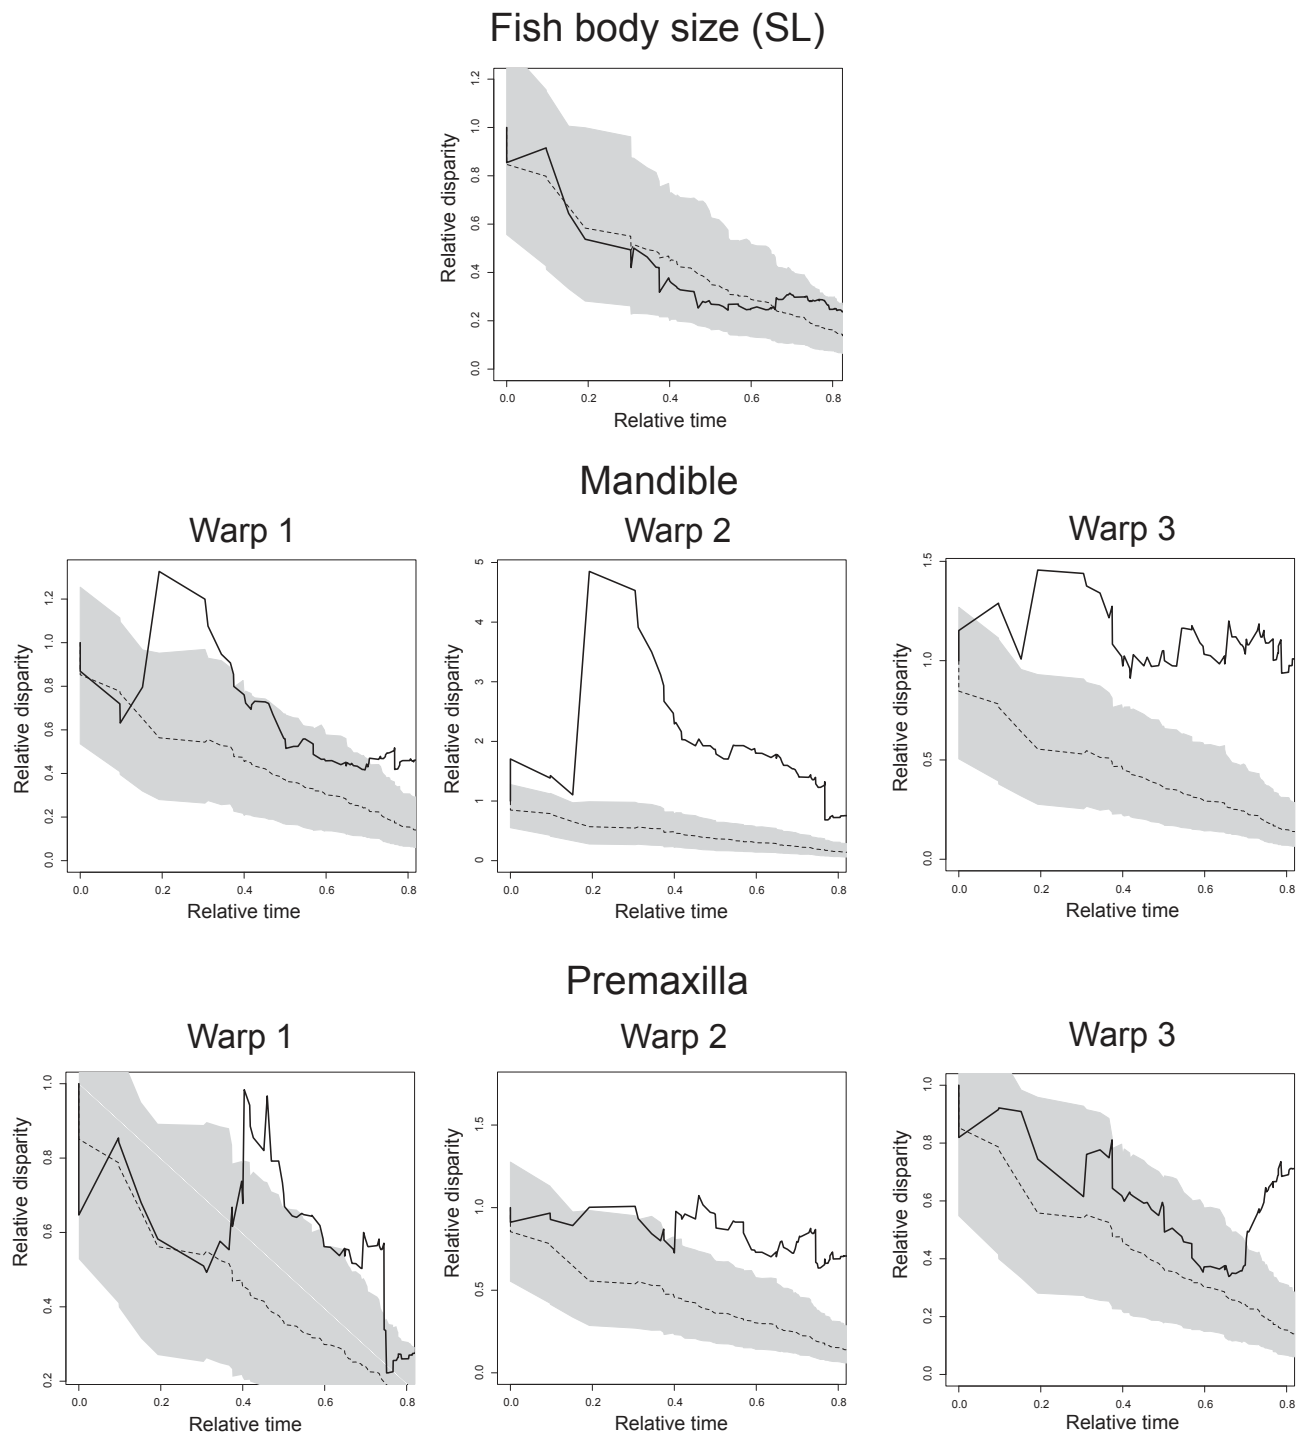 Fish body size (SL)
Relative disparity
0.0 0.2 0.4 0.6 0.8 1.0 1.2
0.0 0.2 0.4 0.6 0.8
Relative time
Mandible
Warp 1
Relative disparity
0.0 0.2 0.4 0.6 0.8 1.0 1.2
0.0 0.2 0.4 0.6 0.8
Relative time
Warp 2
Relative disparity
0 1 2 3 4 5
0.0 0.2 0.4 0.6 0.8
Relative time
Warp 3
Relative disparity
0.0 0.5 1.0 1.5
0.0 0.2 0.4 0.6 0.8
Relative time
Premaxilla
Warp 1
Relative disparity
0.2 0.4 0.6 0.8 1.0
0.0 0.2 0.4 0.6 0.8
Relative time
Warp 2
Relative disparity
0.0 0.5 1.0 1.5
0.0 0.2 0.4 0.6 0.8
Relative time
Warp 3
Relative disparity
0.0 0.2 0.4 0.6 0.8 1.0
0.0 0.2 0.4 0.6 0.8
Relative time